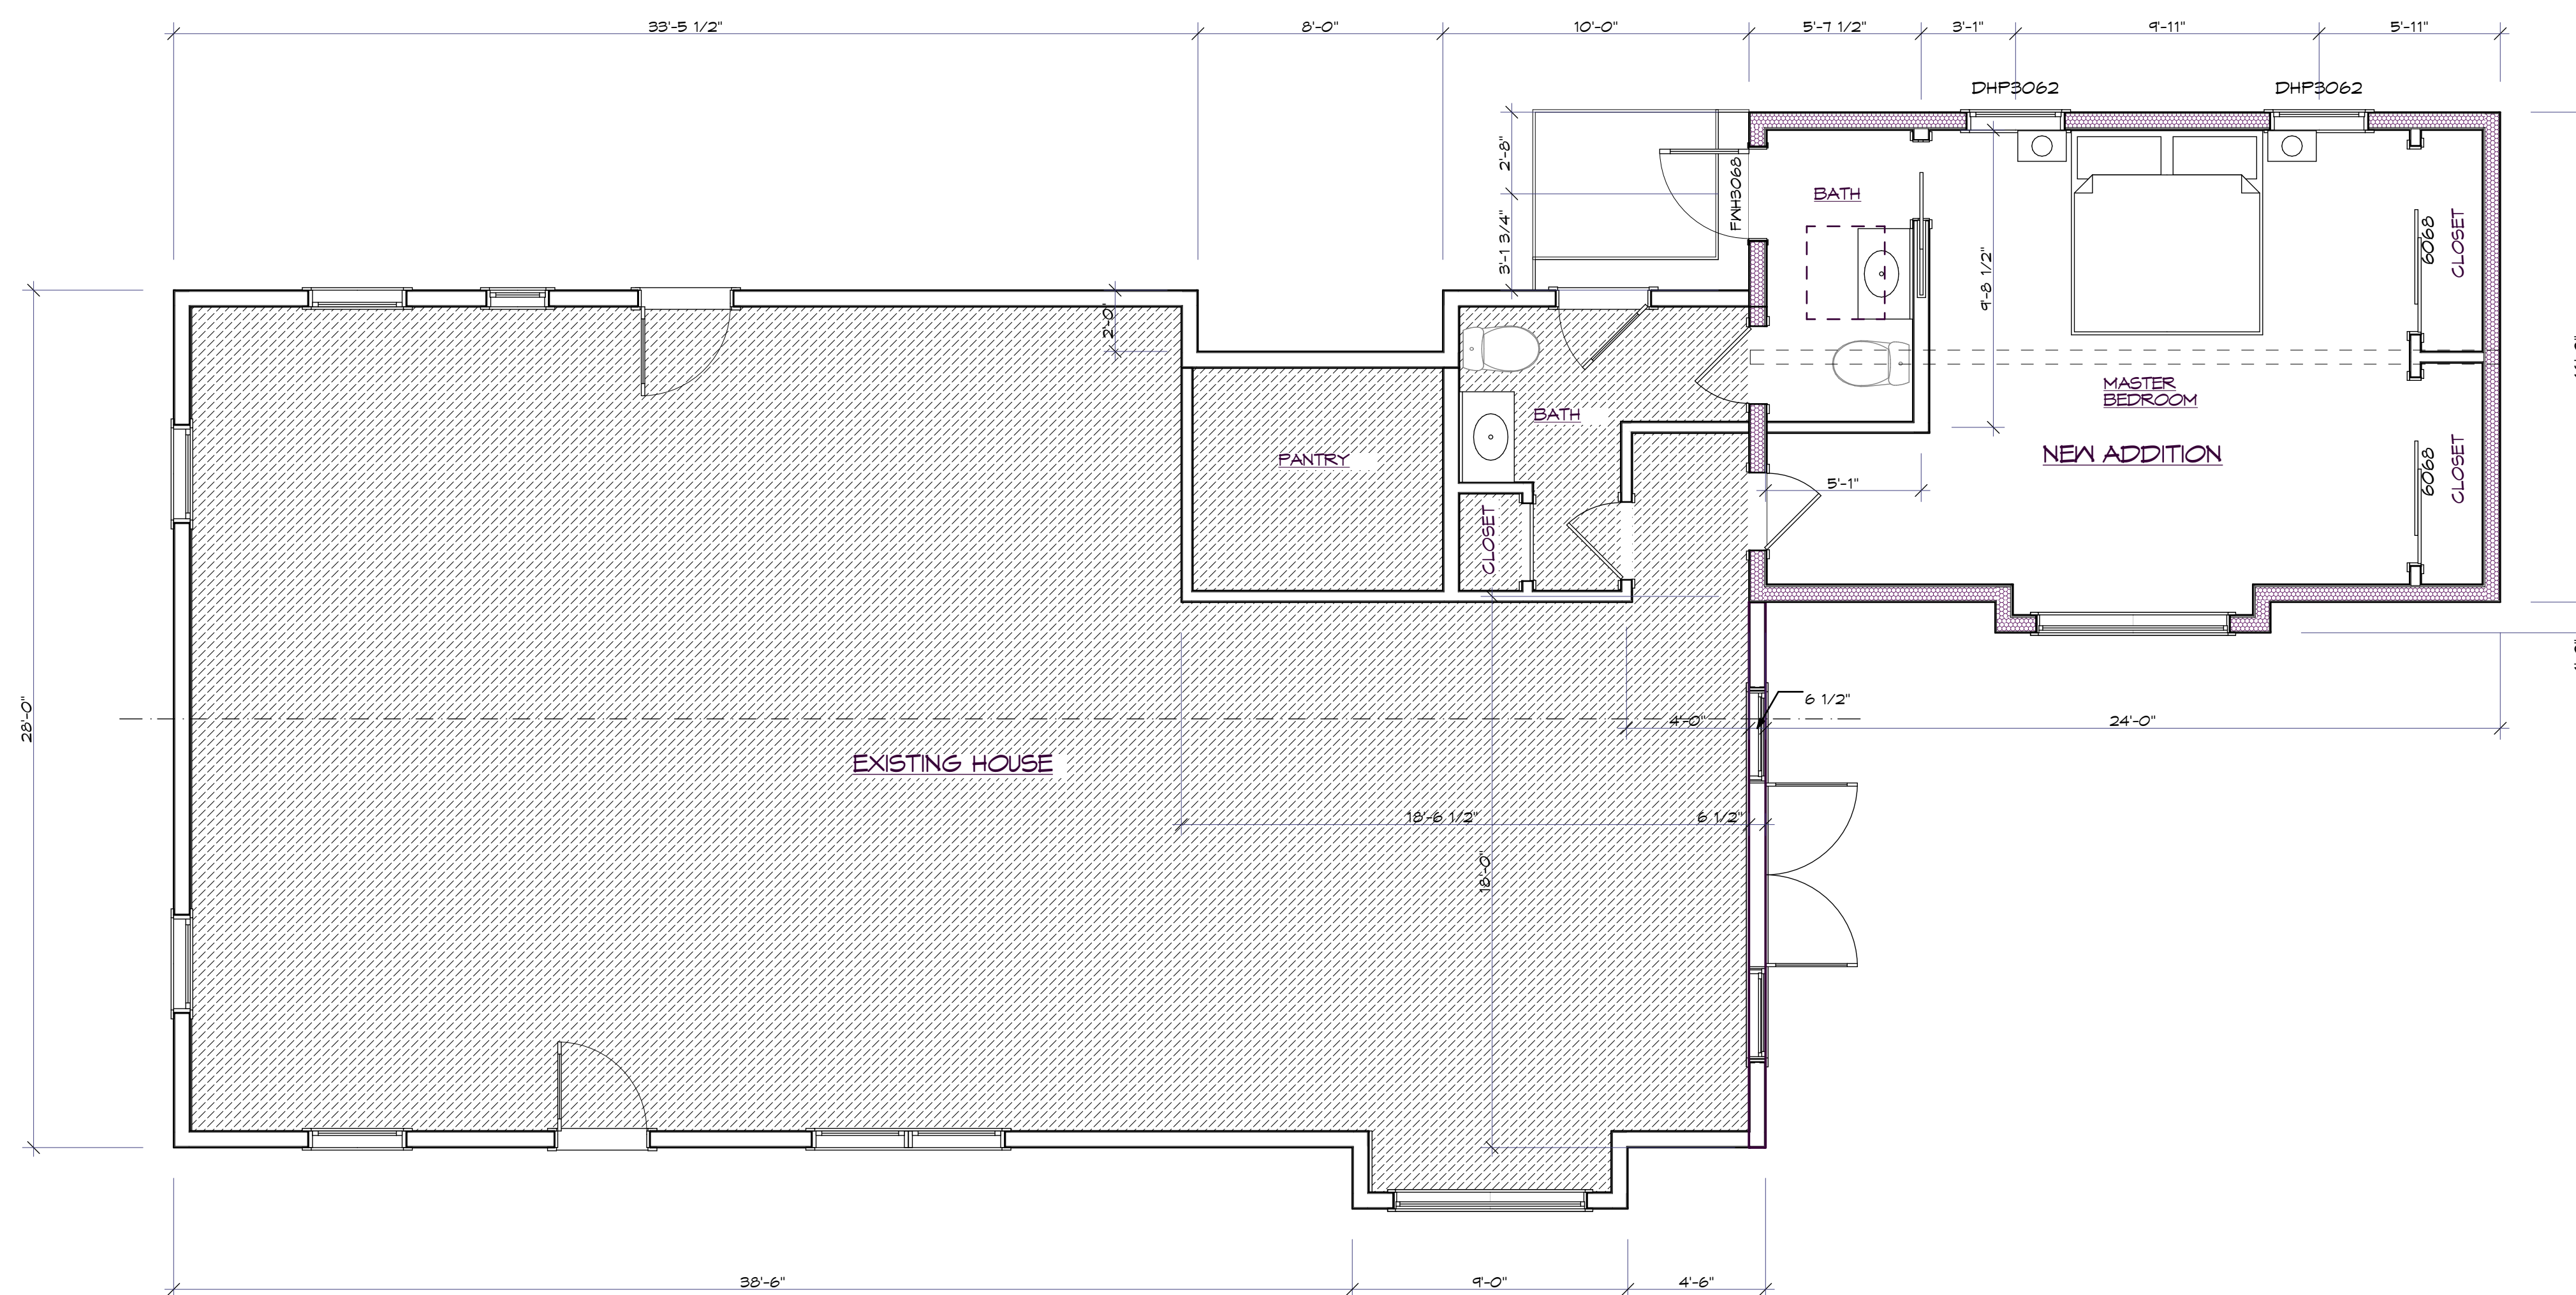 33'-5 1/2"
8'-0"
10'-0"
5'-7 1/2"
3'-1"
9'-11"
5'-11"
DHP3062
DHP3062
2'-8"
FWH3068
BATH
3'-1 3/4"
9'-8 1/2"
6068
CLOSET
2'-0"
MASTER
BEDROOM
BATH
PANTRY
NEW ADDITION
5'-1"
6068
CLOSET
CLOSET
28'-0"
6 1/2"
4'-0"
24'-0"
EXISTING HOUSE
18'-6 1/2"
6 1/2"
18'-0"
38'-6"
9'-0"
4'-6"